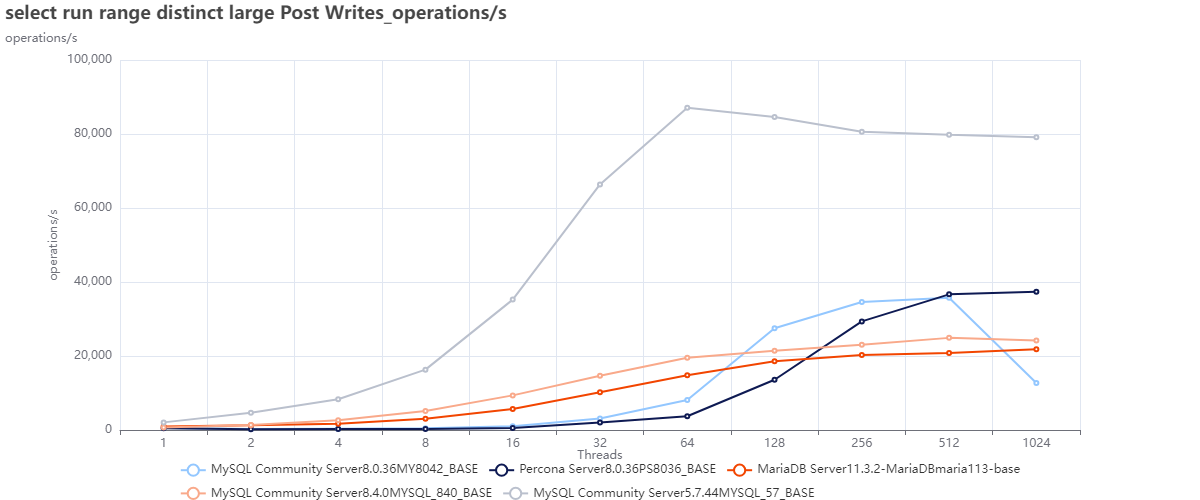 select run range distinct large Post Writes_operations/s
operations/s
100,000
80,000
60,000
40,000
20,000
0
operations/s
1 2 4 8 16 32 64 128 256 512 1024
Threads
MySQL Community Server8.0.36MY8042_BASE Percona Server8.0.36PS8036_BASE MariaDB Server11.3.2-MariaDBmaria113-base
MySQL Community Server8.4.0MYSQL_840_BASE MySQL Community Server5.7.44MYSQL_57_BASE